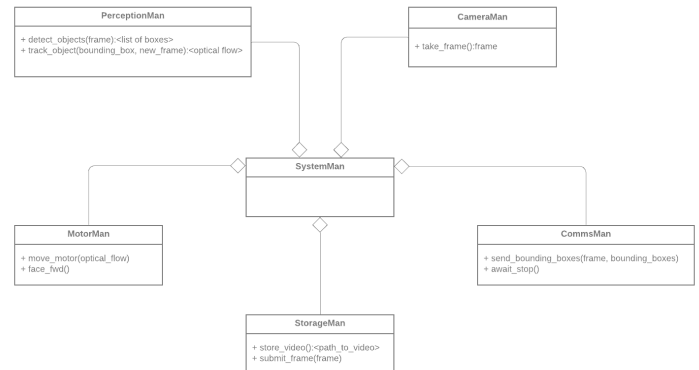 PerceptionMan
+ detect_objects(frame):<list of boxes>
+ track_object(bounding_box, new_frame):<optical flow>
CameraMan
+ take_frame():frame
SystemMan
MotorMan
+ move_motor(optical_flow)
+ face_fwd()
CommsMan
+ send_bounding_boxes(frame, bounding_boxes)
+ await_stop()
StorageMan
+ store_video():<path_to_video>
+ submit_frame(frame)